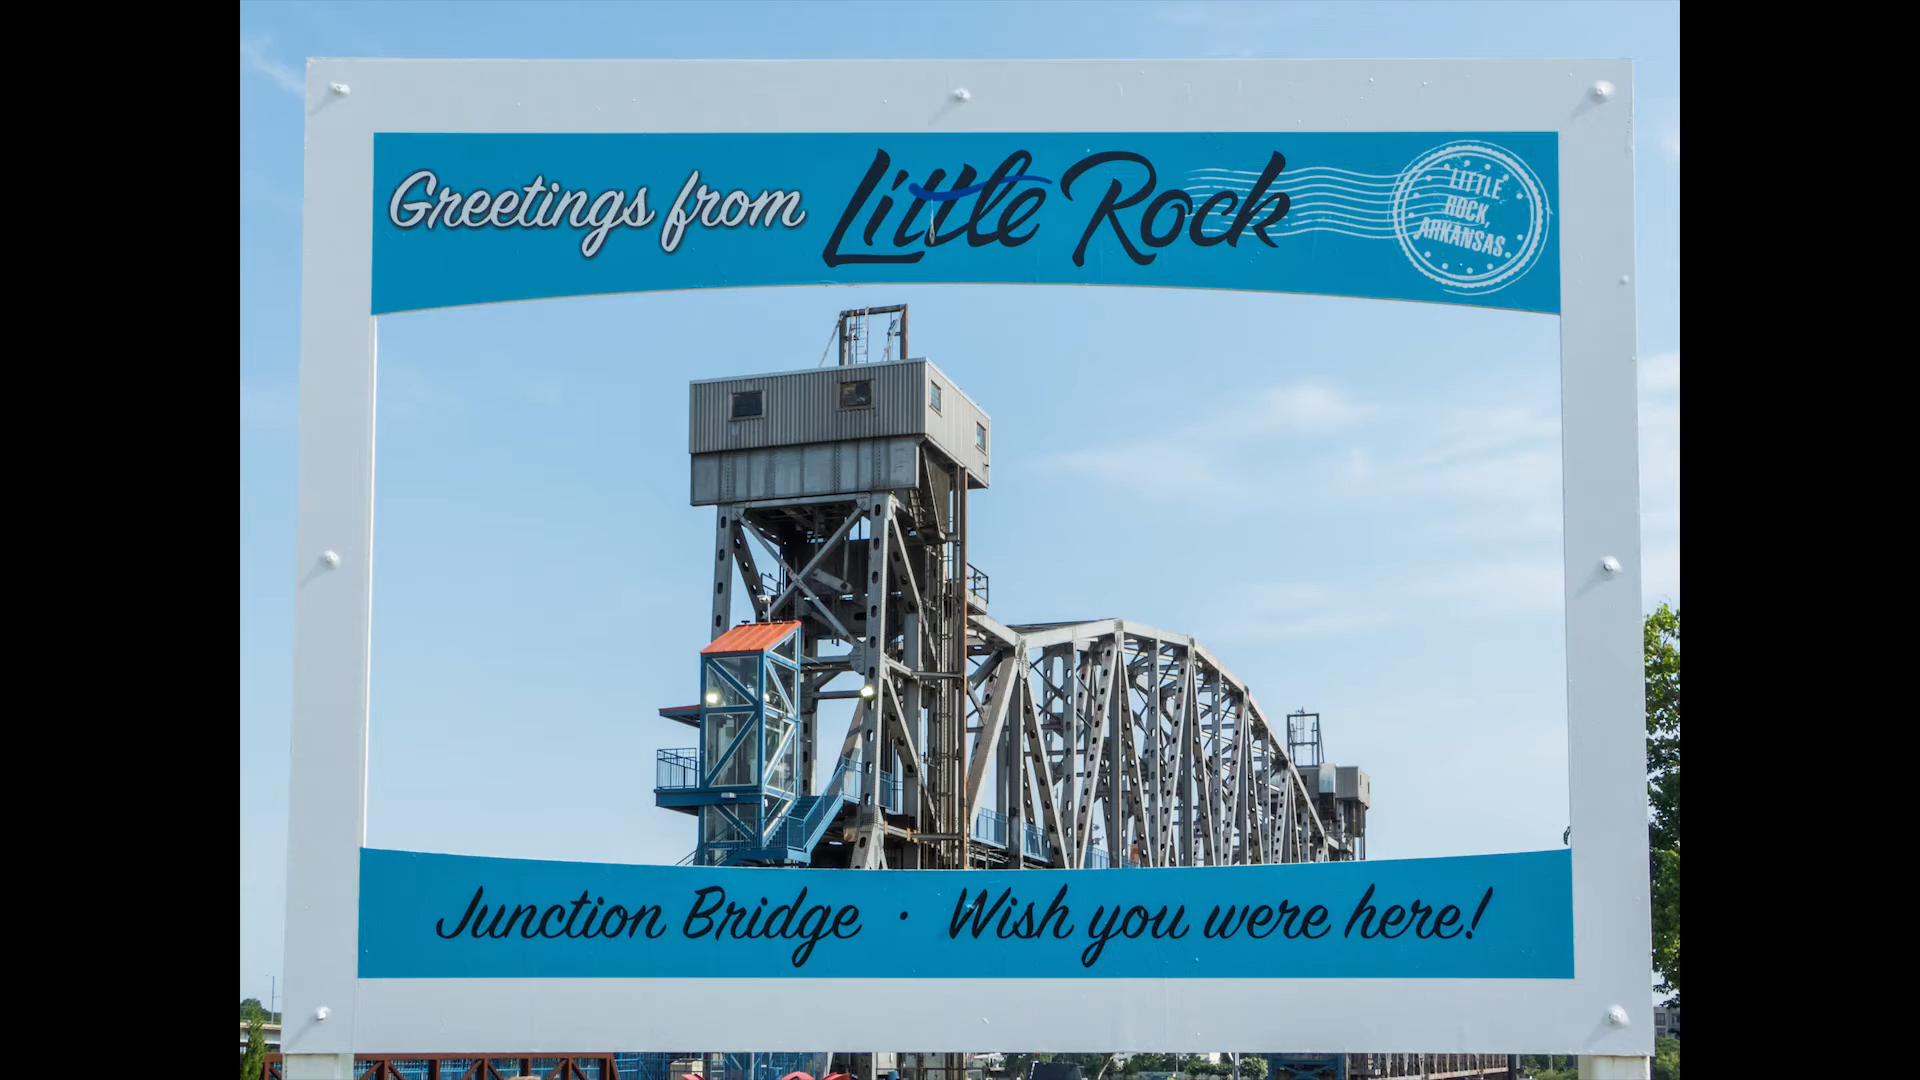 Greetings from Little Rock
LITTLE
ROCK,
ARKANSAS
Junction Bridge · Wish you were here!